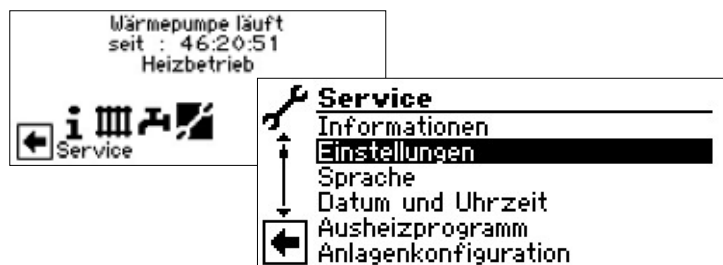 Wärmepumpe läuft
seit : 46:20:51
Heizbetrieb
Service
Service
Informationen
Einstellungen
Sprache
Datum und Uhrzeit
Ausheizprogramm
Anlagenkonfiguration